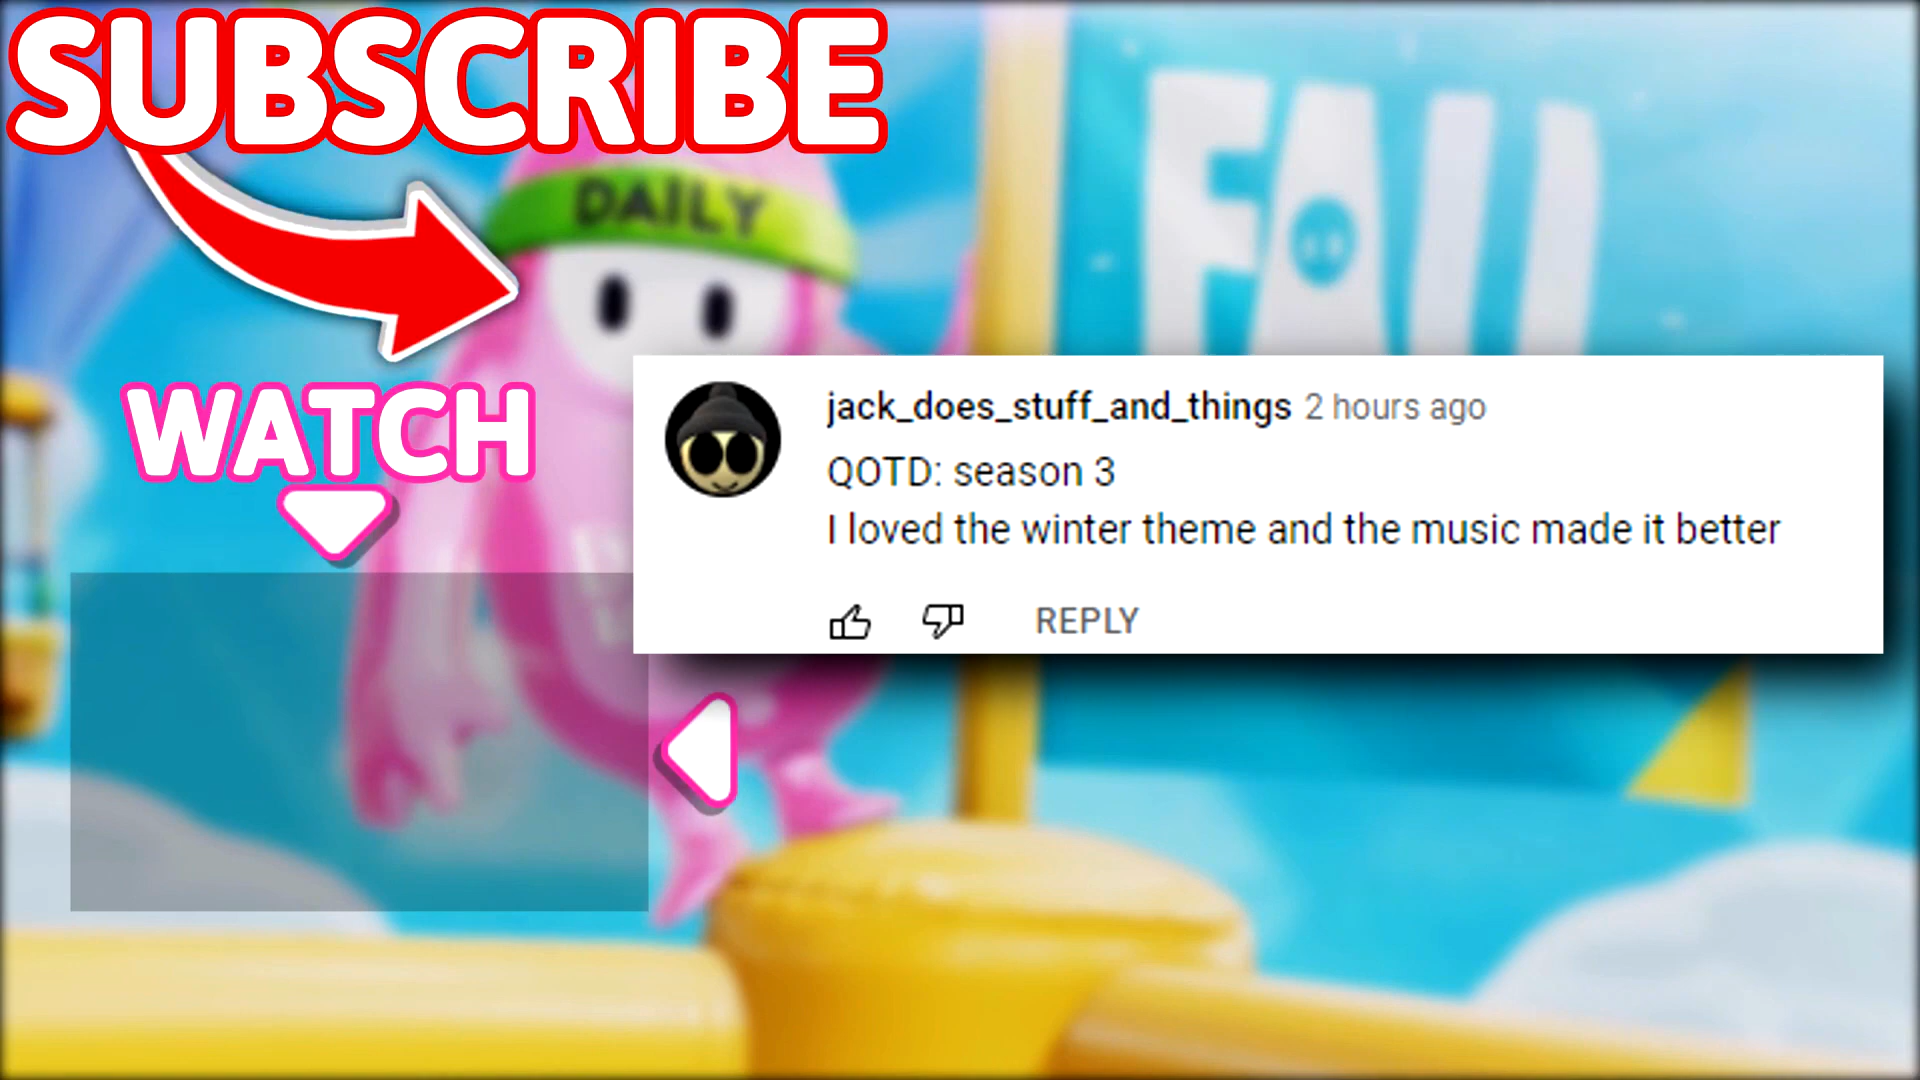 SUBSCRIBE
DAILY
FALL
WATCH
jack_does_stuff_and_things 2 hours ago
QOTD: season 3
I loved the winter theme and the music made it better
REPLY